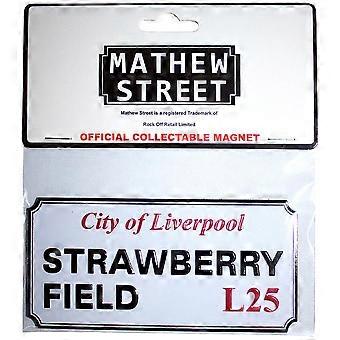 MATHEW
STREET
Mathew Street is a registered Trademark of
Rock Off Retail Limited
OFFICIAL COLLECTABLE MAGNET
City of Liverpool
STRAWBERRY
FIELD L25